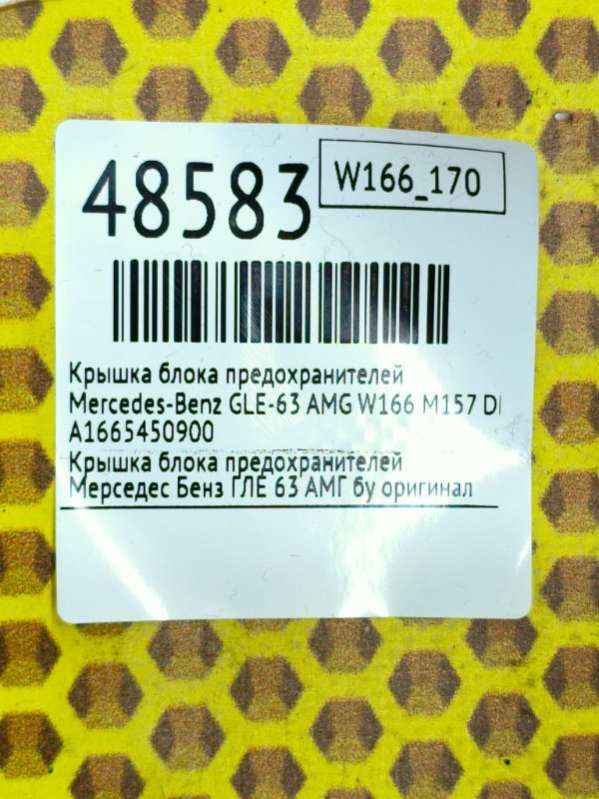 48583
W166_170
Крышка блока предохранителей
Mercedes-Benz GLE-63 AMG W166 M157
A1665450900
Крышка блока предохранителей
Мерседес Бенз ГЛЕ 63 АМГ бу оригинал